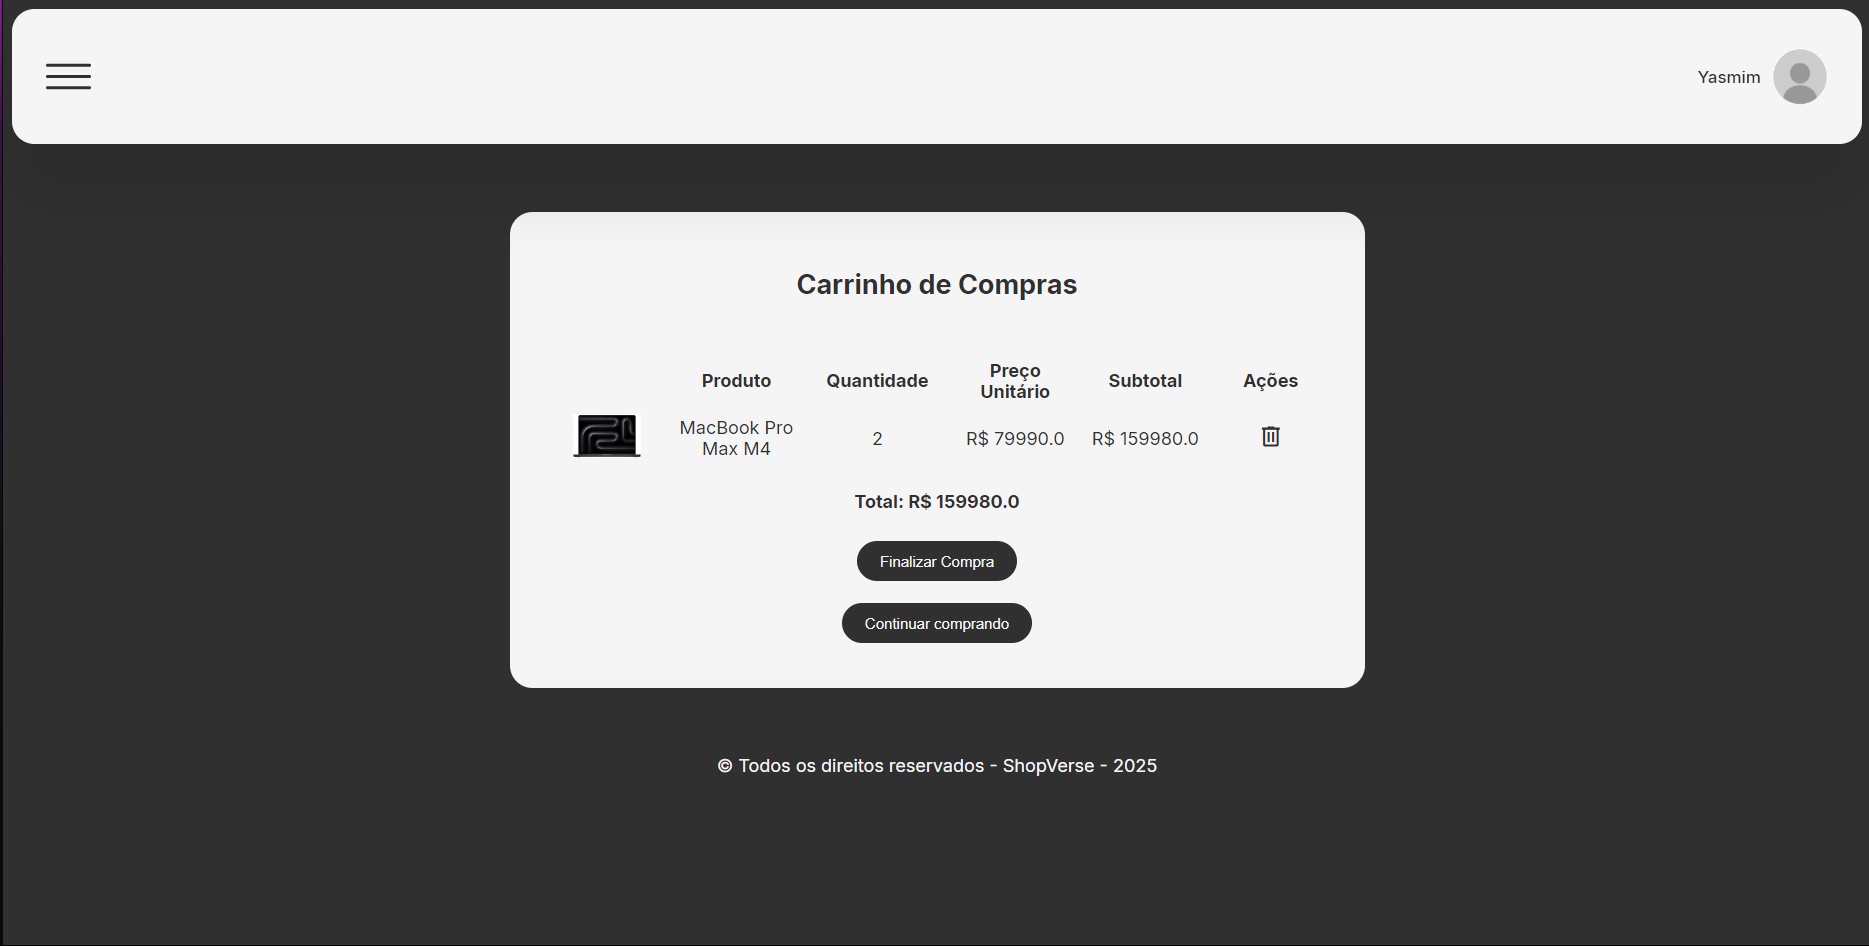 Yasmim
Carrinho de Compras
Produto Quantidade Preço Unitário Subtotal Ações
MacBook Pro Max M4 2 R$ 79990.0 R$ 159980.0
Total: R$ 159980.0
Finalizar Compra
Continuar comprando
© Todos os direitos reservados - ShopVerse - 2025